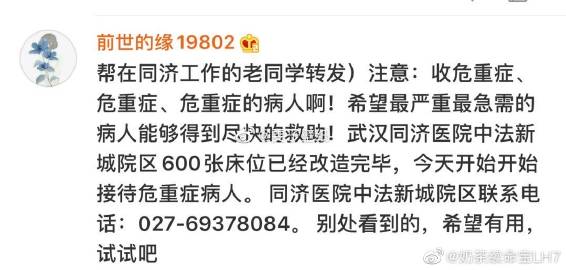 前世的缘19802
帮在同济工作的老同学转发）注意：收危重症、
危重症、危重症的病人啊！希望最严重最急需的
病人能够得到尽快的救助！武汉同济医院中法新
城院区600张床位已经改造完毕，今天开始开始
接待危重症病人。同济医院中法新城院区联系电
话：027-69378084。别处看到的，希望有用，
试试吧
@奶茶续命宝LH7